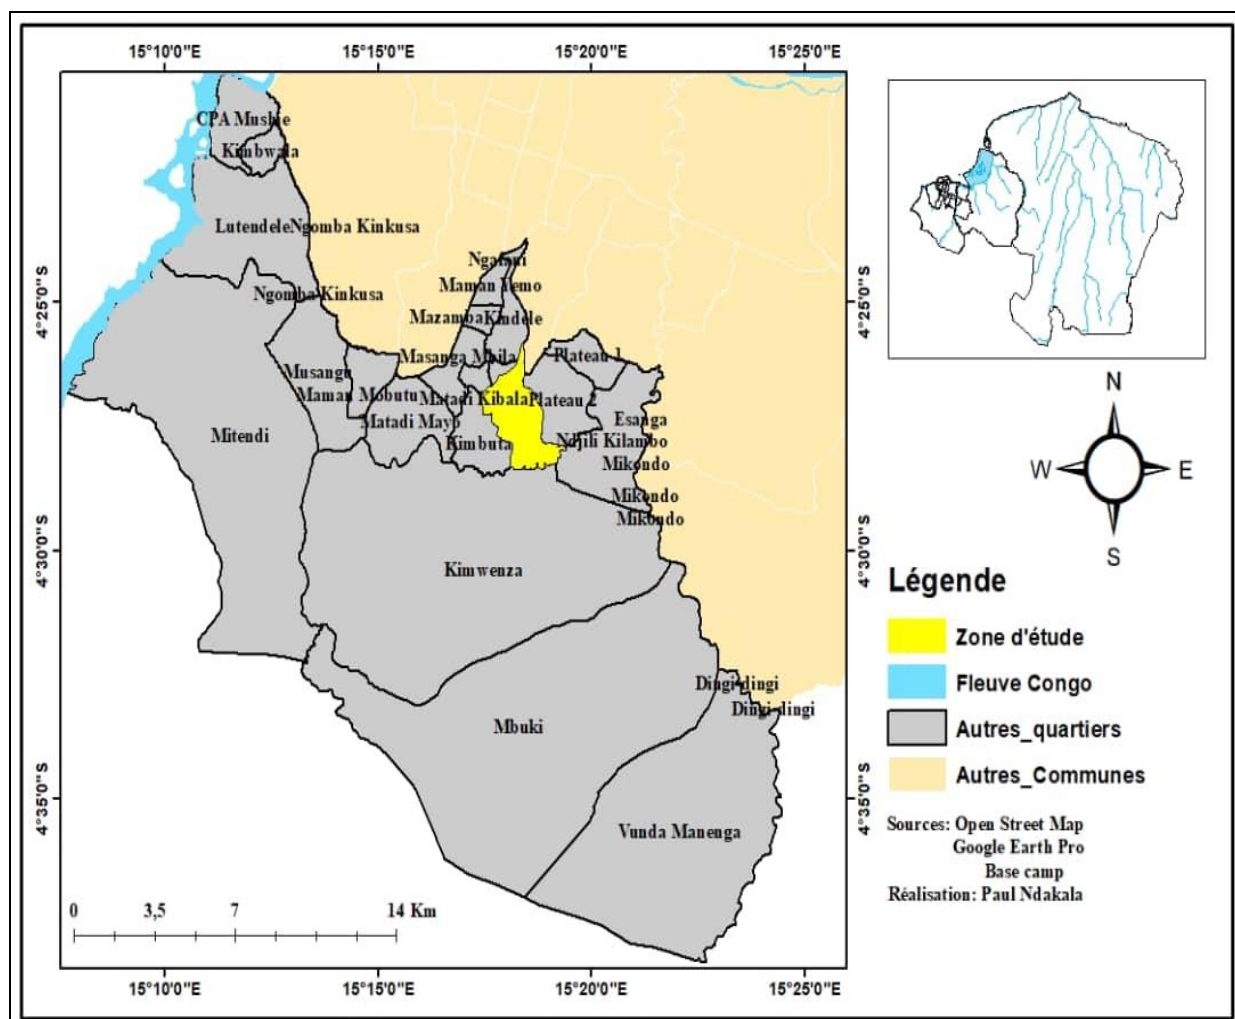 15°10'0"E 15°15'0"E 15°20'0"E 15°25'0"E
CPA Mushie
Kimbwala
LutendeleNgomba Kinkusa
Ngafani
Maman Yemo
Ngomba Kinkusa
4°25'0"S
4°25'0"S
Mazamba Kindele
Masanga Mbila
Plateau 1
Musangu
Maman Mobutu
Matadi Kibala
Plateau 2
Matadi Mayo
Esanga
Mitendi
Kimbuta
Ndjili Kilambo
Mikondo
Mikondo
Mikondo
4°30'0"S
4°30'0"S
Kimwenza
Dingi-dingi
Dingi-dingi
Mbuki
4°35'0"S
4°35'0"S
Vunda Manenga
0 3,5 7 14 Km
15°10'0"E 15°15'0"E 15°20'0"E 15°25'0"E
N
W E
S
Légende
Zone d'étude
Fleuve Congo
Autres_quartiers
Autres_Communes
Sources: Open Street Map
Google Earth Pro
Base camp
Réalisation: Paul Ndakala